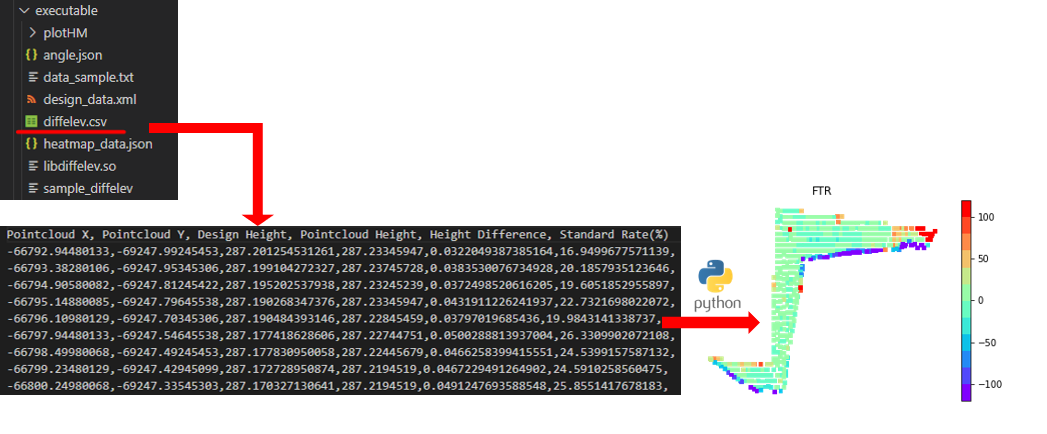 executable
plotHM
angle.json
data_sample.txt
design_data.xml
diffelev.csv
heatmap_data.json
libdiffelev.so
sample_diffelev
Pointcloud X, Pointcloud Y, Design Height, Pointcloud Height, Height Difference, Standard Rate(%)
-66792.94480133,-69247.99245453,287.201254531261,287.23345947,0.0322049387385164,16.9499677571139,
-66793.38280106,-69247.95345536,287.199104272327,287.23745728,0.0383530076734928,20.1857935123646,
-66794.90580082,-69247.81245422,287.195202537938,287.23245239,0.0372498520618205,19.6051852955897,
-66795.14880085,-69247.79645538,287.190268347376,287.23345947,0.0431911226241937,22.7321698022072,
-66796.10980129,-69247.70345306,287.190484393146,287.22845459,0.03797019685436,19.9843141338737,
-66797.94480133,-69247.54645538,287.177418628606,287.22744751,0.0500288813937004,26.3309902072108,
-66798.49980068,-69247.49245453,287.177830950058,287.22445679,0.0466258399415551,24.5399157587132,
-66799.23480129,-69247.42945099,287.172728950874,287.2194519,0.0467229491264902,24.5910258560475,
-66800.24980068,-69247.33545303,287.170327130641,287.2194519,0.0491247693588548,25.8551417678183,
python
FTR
100
50
0
−50
−100